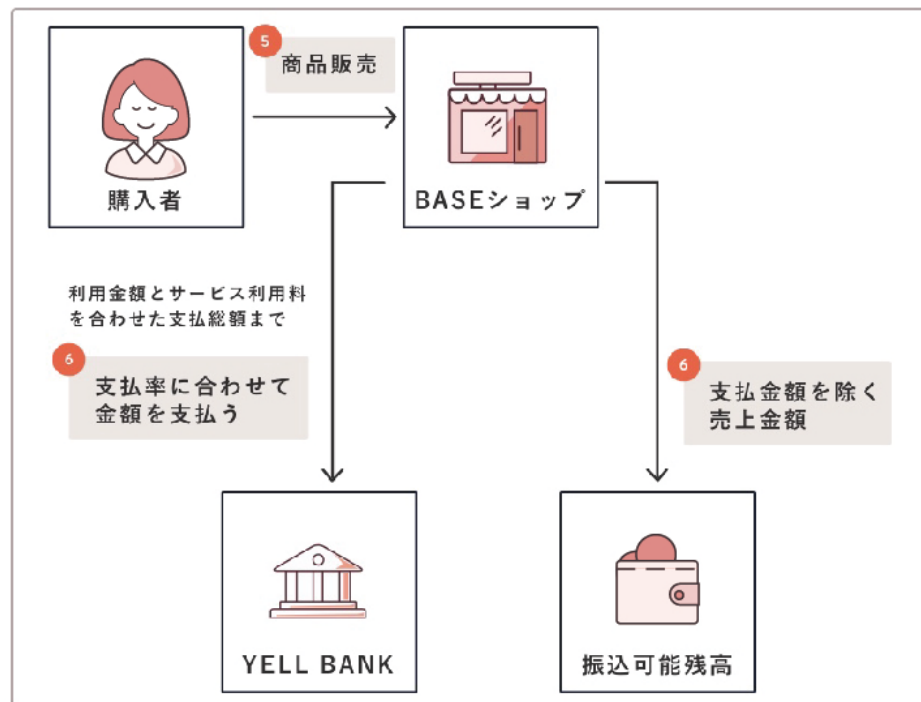 5
商品販売
購入者
BASEショップ
利用金額とサービス利用料
を合わせた支払総額まで
6
支払率に合わせて
金額を支払う
6
支払金額を除く
売上金額
YELL BANK
振込可能残高